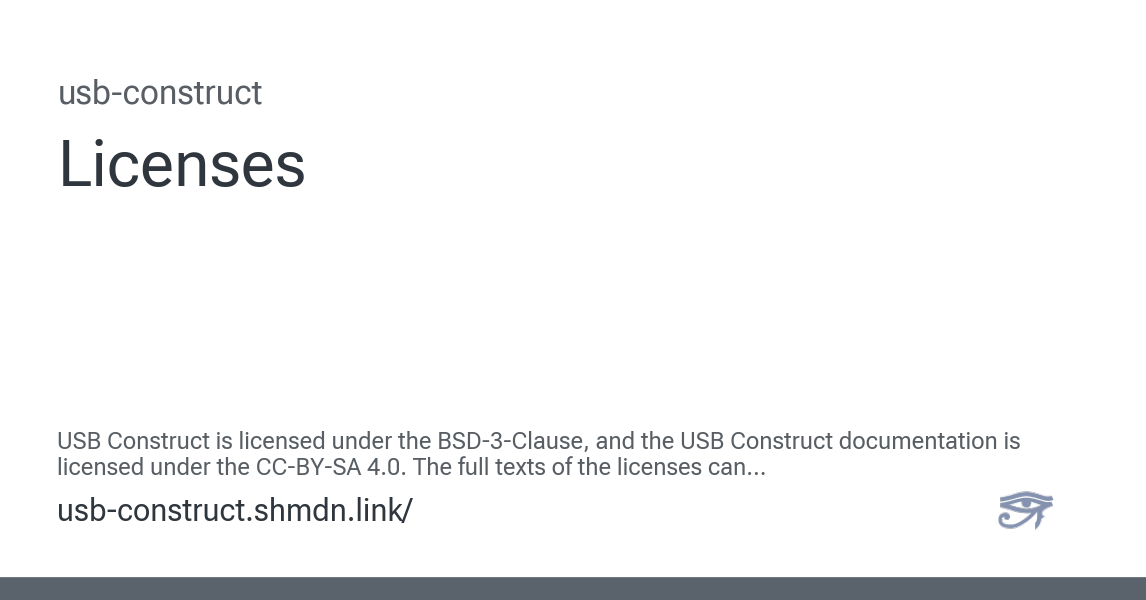 usb-construct
Licenses
USB Construct is licensed under the BSD-3-Clause, and the USB Construct documentation is
licensed under the CC-BY-SA 4.0. The full texts of the licenses can...
usb-construct.shmdn.link/